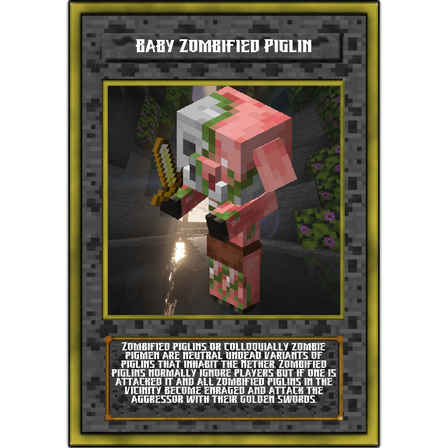 Baby Zombified Piglin
Zombified piglins or colloquially zombie
pigmen are neutral undead variants of
piglins that inhabit the Nether. Zombified
piglins normally ignore players but if one is
attacked it and all zombified piglins in the
vicinity become enraged and attack the
aggressor with their golden swords.